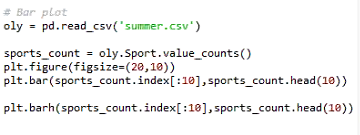 # Bar plot
oly = pd.read_csv('summer.csv')
sports_count = oly.Sport.value_counts()
plt.figure(figsize=(20,10))
plt.bar(sports_count.index[:10],sports_count.head(10))
plt.barh(sports_count.index[:10],sports_count.head(10))